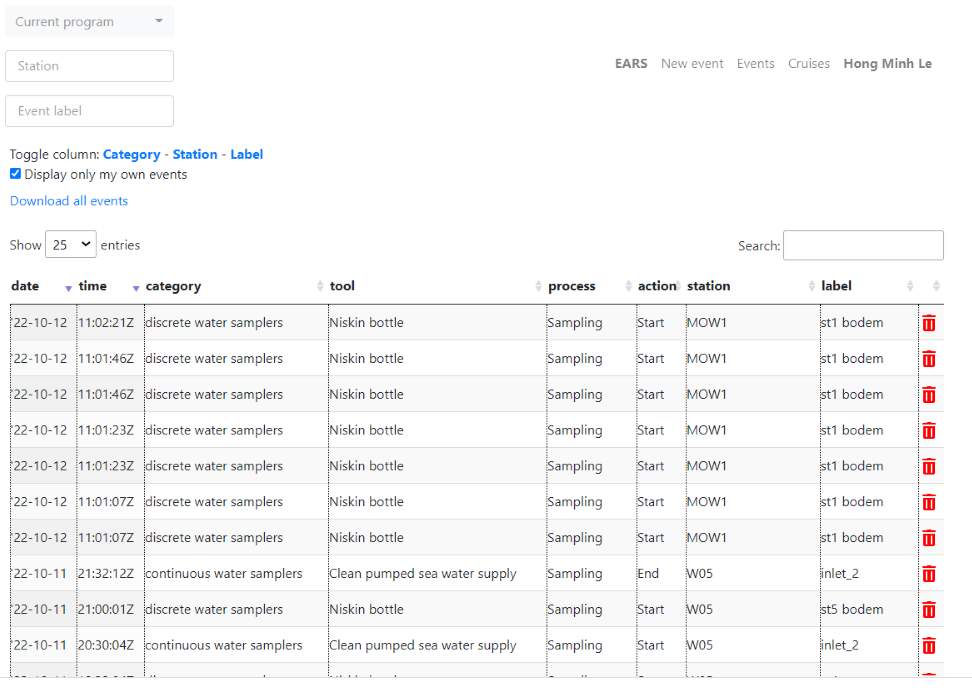 Current program
Station
EARS New event Events Cruises Hong Minh Le
Event label
Toggle column: Category - Station - Label
Display only my own events
Download all events
Show 25 entries
Search:
date time category tool process action station label
'22-10-12 11:02:21Z discrete water samplers Niskin bottle Sampling Start MOW1 st1 bodem
'22-10-12 11:01:46Z discrete water samplers Niskin bottle Sampling Start MOW1 st1 bodem
'22-10-12 11:01:46Z discrete water samplers Niskin bottle Sampling Start MOW1 st1 bodem
'22-10-12 11:01:23Z discrete water samplers Niskin bottle Sampling Start MOW1 st1 bodem
'22-10-12 11:01:23Z discrete water samplers Niskin bottle Sampling Start MOW1 st1 bodem
'22-10-12 11:01:07Z discrete water samplers Niskin bottle Sampling Start MOW1 st1 bodem
'22-10-12 11:01:07Z discrete water samplers Niskin bottle Sampling Start MOW1 st1 bodem
'22-10-11 21:32:12Z continuous water samplers Clean pumped sea water supply Sampling End W05 inlet_2
'22-10-11 21:00:01Z discrete water samplers Niskin bottle Sampling Start W05 st5 bodem
'22-10-11 20:30:04Z continuous water samplers Clean pumped sea water supply Sampling Start W05 inlet_2